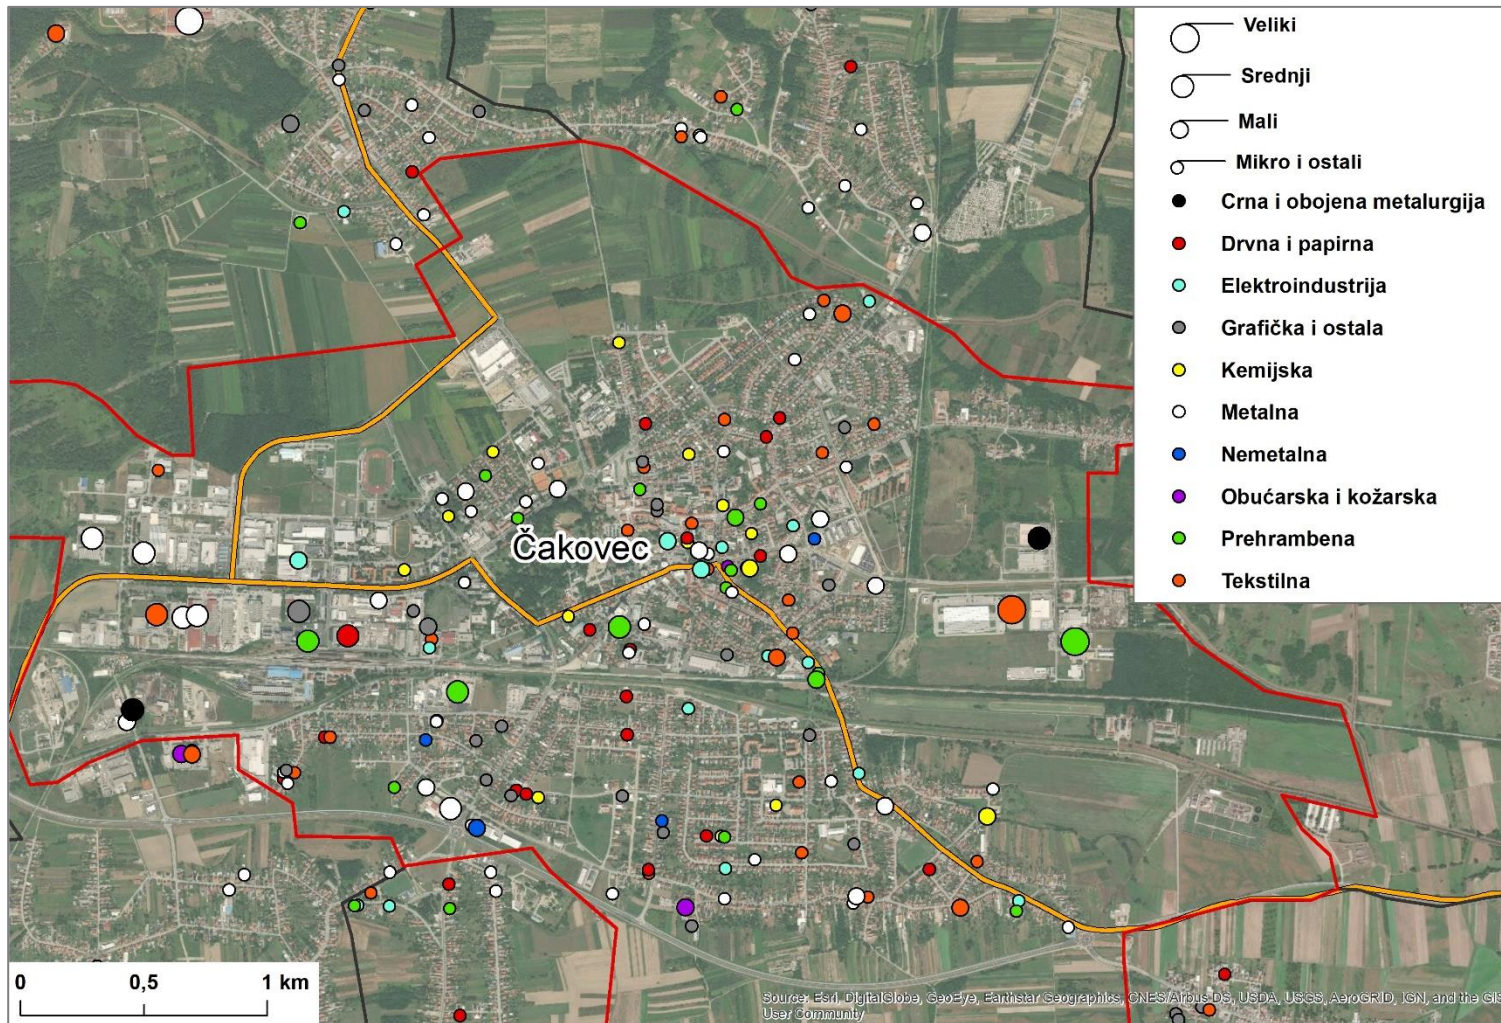 Veliki
Srednji
Mali
Mikro i ostali
Crna i obojena metalurgija
Drvna i papirna
Elektroindustrija
Grafička i ostala
Kemijska
Metalna
Nemetalna
Obućarska i kožarska
Prehrambena
Tekstilna
Čakovec
0 0,5 1 km
Source: Esri, DigitalGlobe, GeoEye, Earthstar Geographics, CNES/Airbus DS, USDA, USGS, AeroGRID, IGN, and the GIS
User Community